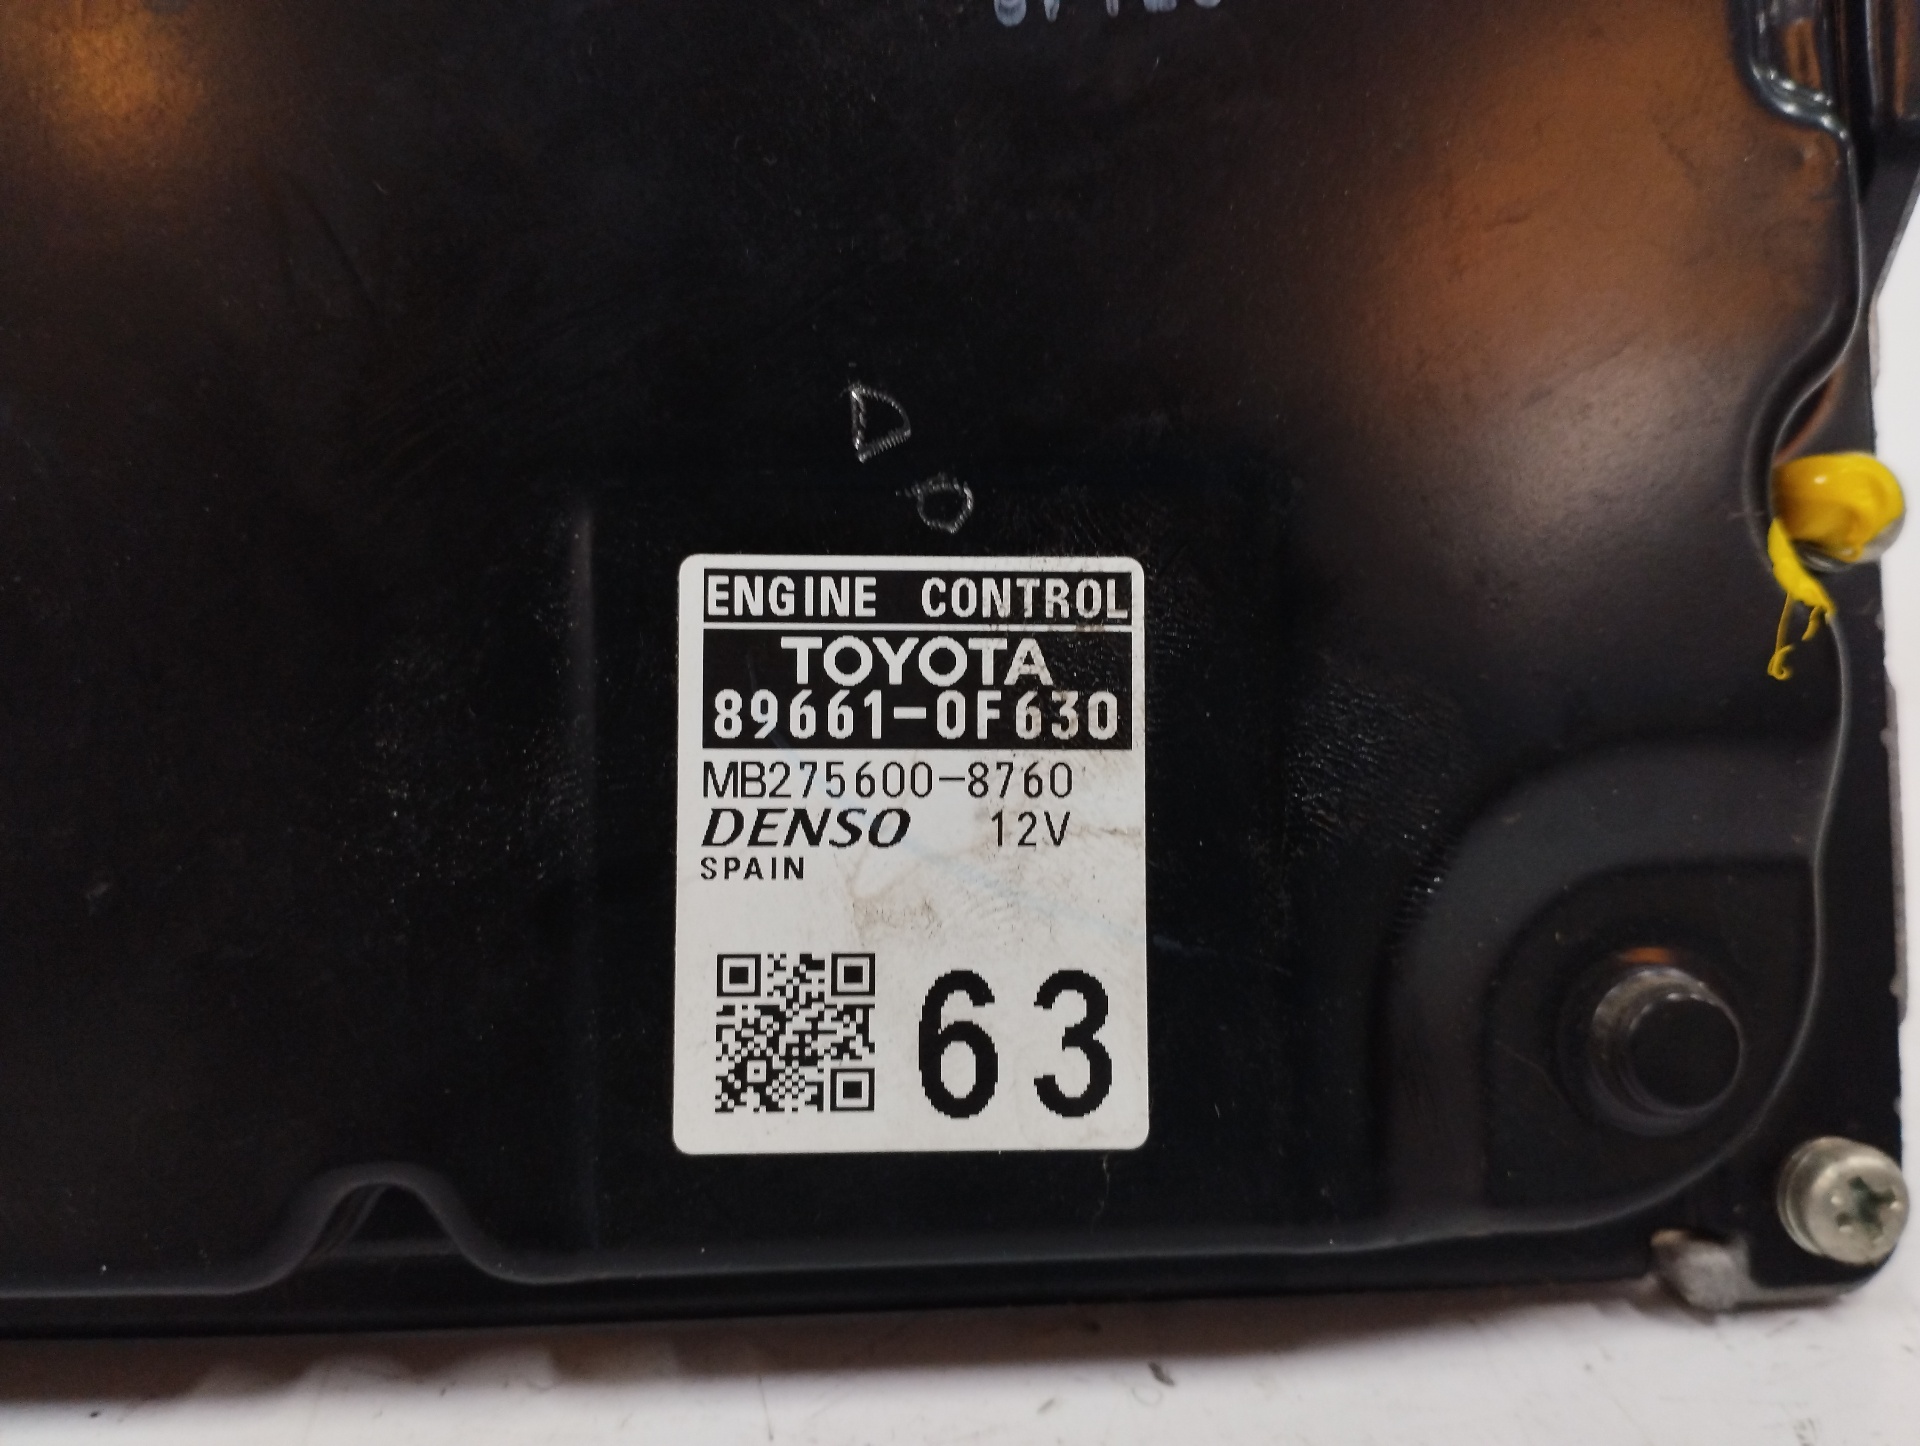 ENGINE CONTROL
TOYOTA
89661-0F630
MB275600-8760
DENSO 12V
SPAIN
63